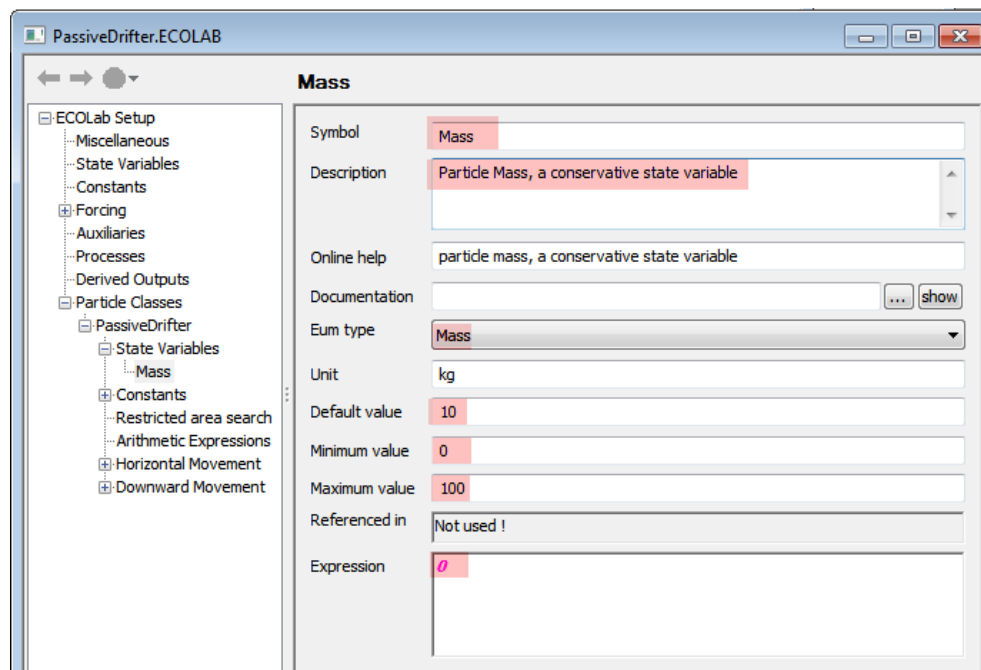 PassiveDrifter.ECOLAB
Mass
ECOLab Setup
Miscellaneous
State Variables
Constants
Forcing
Auxiliaries
Processes
Derived Outputs
Particle Classes
PassiveDrifter
State Variables
Mass
Constants
Restricted area search
Arithmetic Expressions
Horizontal Movement
Downward Movement
Symbol Mass
Description Particle Mass, a conservative state variable
Online help particle mass, a conservative state variable
Documentation ... show
Eum type Mass
Unit kg
Default value 10
Minimum value 0
Maximum value 100
Referenced in Not used !
Expression 0